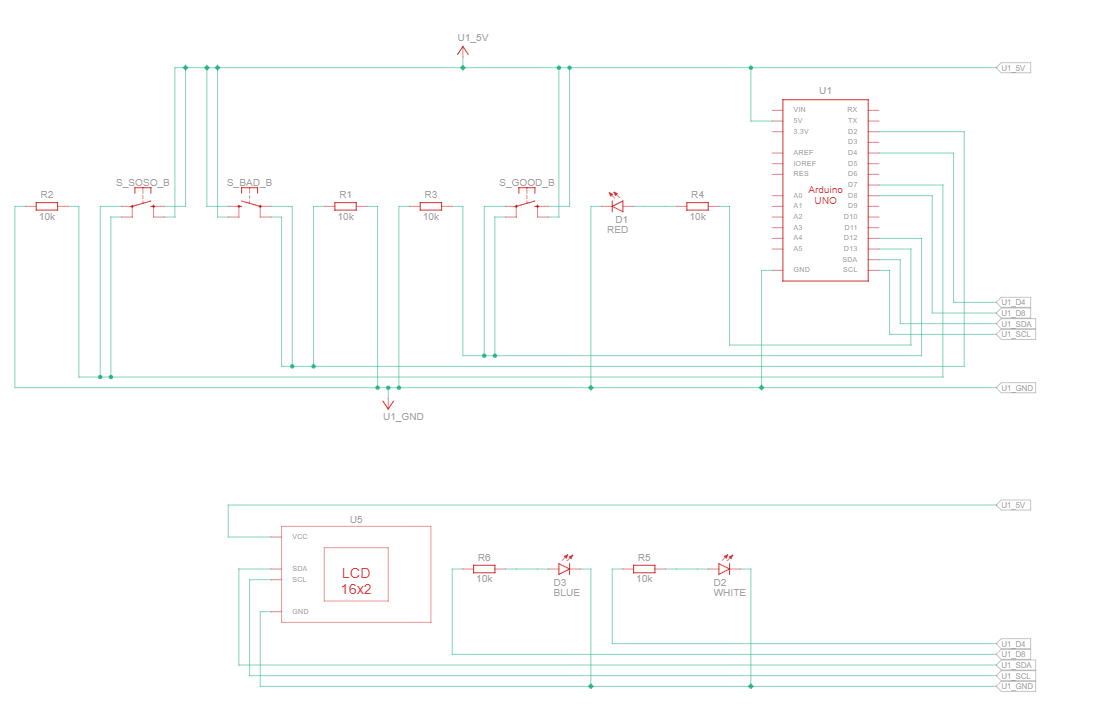 U1_5V
U1_5V
U1
VIN
5V
3.3V
AREF
IOREF
RES
A0
A1
A2
A3
A4
A5
GND
Arduino
UNO
RX
TX
D2
D3
D4
D5
D6
D7
D8
D9
D10
D11
D12
D13
SDA
SCL
R2
10k
S_SOSO_B
S_BAD_B
R1
10k
R3
10k
S_GOOD_B
D1
RED
R4
10k
U1_D4
U1_D8
U1_SDA
U1_SCL
U1_GND
U1_GND
U1_5V
U5
VCC
SDA
SCL
GND
LCD
16x2
R6
10k
D3
BLUE
R5
10k
D2
WHITE
U1_D4
U1_D8
U1_SDA
U1_SCL
U1_GND